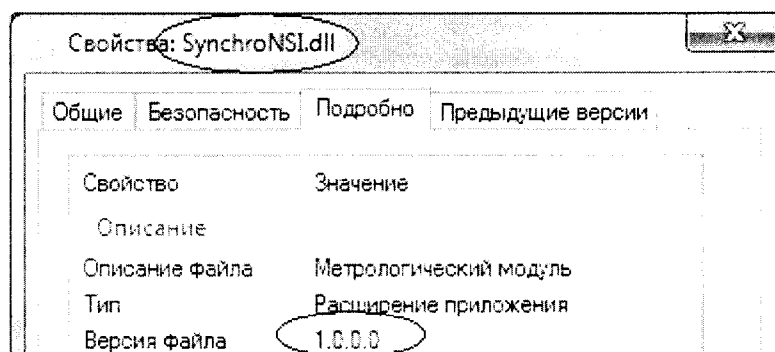 Свойства: SynchroNSI.dll
Общие Безопасность Подробно Предыдущие версии
Свойство Значение
Описание
Описание файла Метрологический модуль
Тип Расширение приложения
Версия файла 1.0.0.0